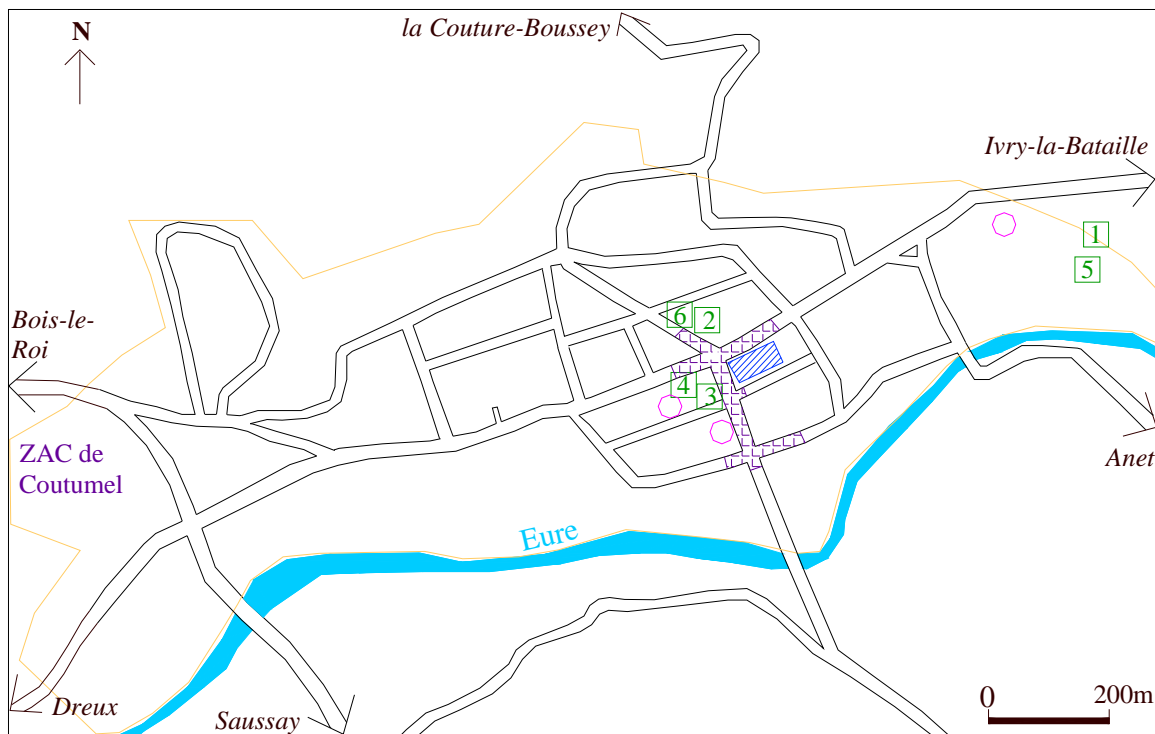 la Couture-Boussey
N
Ivry-la-Bataille
1
5
6
2
Bois-le-
Roi
4
3
ZAC de
Coutumel
Anet
Eure
0
200m
Dreux
Saussay